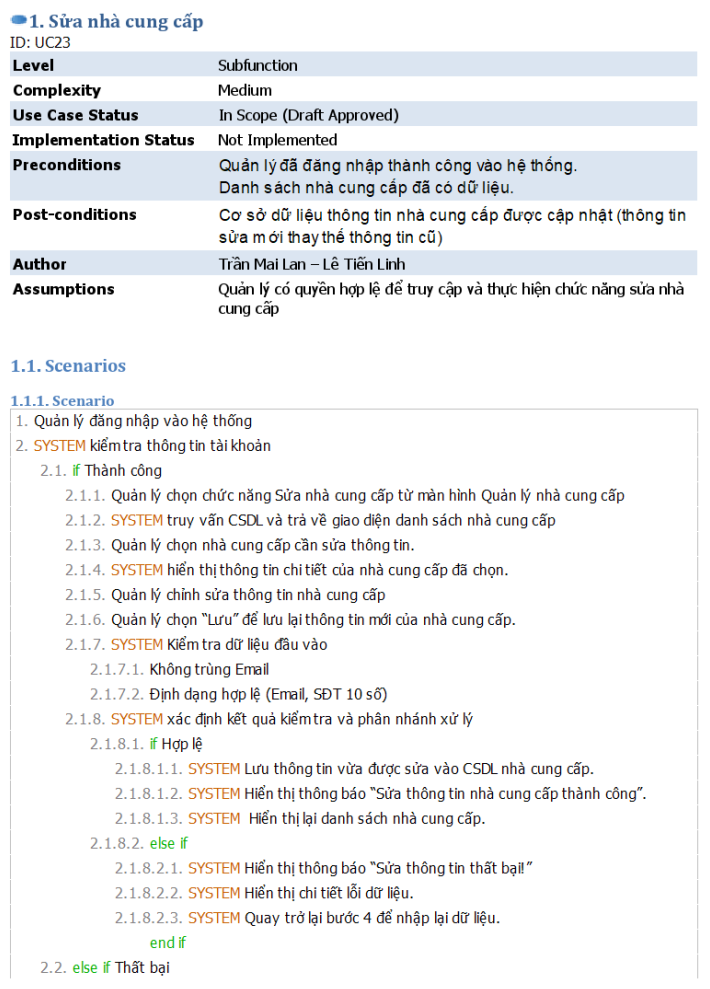 1. Sửa nhà cung cấp
ID: UC23
Level Subfunction
Complexity Medium
Use Case Status In Scope (Draft Approved)
Implementation Status Not Implemented
Preconditions Quản lý đã đăng nhập thành công vào hệ thống.
Danh sách nhà cung cấp đã có dữ liệu.
Post-conditions Cơ sở dữ liệu thông tin nhà cung cấp được cập nhật (thông tin
sửa mới thay thế thông tin cũ)
Author Trần Mai Lan – Lê Tiến Linh
Assumptions Quản lý có quyền hợp lệ để truy cập và thực hiện chức năng sửa nhà
cung cấp
1.1. Scenarios
1.1.1. Scenario
1. Quản lý đăng nhập vào hệ thống
2. SYSTEM kiểm tra thông tin tài khoản
2.1. if Thành công
2.1.1. Quản lý chọn chức năng Sửa nhà cung cấp từ màn hình Quản lý nhà cung cấp
2.1.2. SYSTEM truy vấn CSDL và trả về giao diện danh sách nhà cung cấp
2.1.3. Quản lý chọn nhà cung cấp cần sửa thông tin.
2.1.4. SYSTEM hiển thị thông tin chi tiết của nhà cung cấp đã chọn.
2.1.5. Quản lý chỉnh sửa thông tin nhà cung cấp
2.1.6. Quản lý chọn “Lưu” để lưu lại thông tin mới của nhà cung cấp.
2.1.7. SYSTEM Kiểm tra dữ liệu đầu vào
2.1.7.1. Không trùng Email
2.1.7.2. Định dạng hợp lệ (Email, SĐT 10 số)
2.1.8. SYSTEM xác định kết quả kiểm tra và phân nhánh xử lý
2.1.8.1. if Hợp lệ
2.1.8.1.1. SYSTEM Lưu thông tin vừa được sửa vào CSDL nhà cung cấp.
2.1.8.1.2. SYSTEM Hiển thị thông báo “Sửa thông tin nhà cung cấp thành công”.
2.1.8.1.3. SYSTEM Hiển thị lại danh sách nhà cung cấp.
2.1.8.2. else if
2.1.8.2.1. SYSTEM Hiển thị thông báo “Sửa thông tin thất bại!”
2.1.8.2.2. SYSTEM Hiển thị chi tiết lỗi dữ liệu.
2.1.8.2.3. SYSTEM Quay trở lại bước 4 để nhập lại dữ liệu.
end if
2.2. else if Thất bại